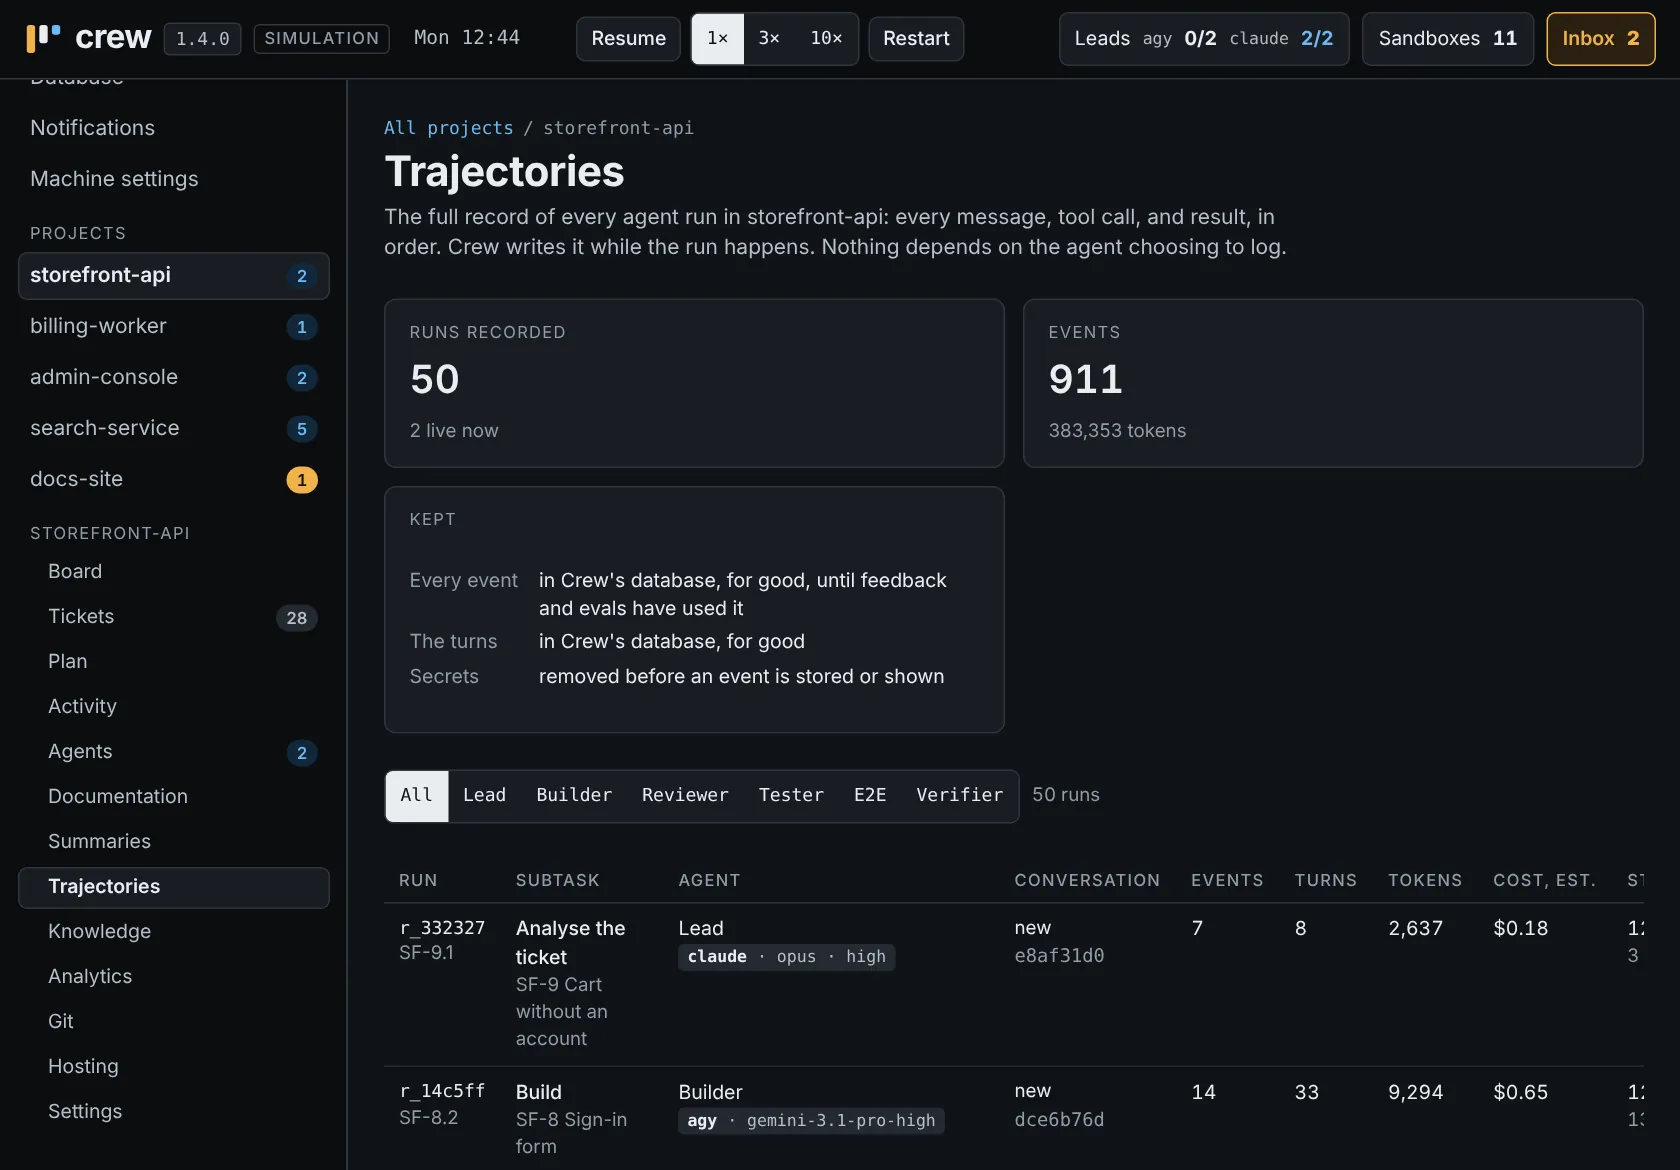 crew 1.4.0 SIMULATION Mon 12:44 Resume 1× 3× 10× Restart Leads agy 0/2 claude 2/2 Sandboxes 11 Inbox 2
Database
Notifications
Machine settings
PROJECTS
storefront-api 2
billing-worker 1
admin-console 2
search-service 5
docs-site 1
STOREFRONT-API
Board
Tickets 28
Plan
Activity
Agents 2
Documentation
Summaries
Trajectories
Knowledge
Analytics
Git
Hosting
Settings
All projects / storefront-api
Trajectories
The full record of every agent run in storefront-api: every message, tool call, and result, in
order. Crew writes it while the run happens. Nothing depends on the agent choosing to log.
RUNS RECORDED
50
2 live now
EVENTS
911
383,353 tokens
KEPT
Every event in Crew's database, for good, until feedback
and evals have used it
The turns in Crew's database, for good
Secrets removed before an event is stored or shown
All Lead Builder Reviewer Tester E2E Verifier 50 runs
RUN SUBTASK AGENT CONVERSATION EVENTS TURNS TOKENS COST, EST.
r_332327 Analyse the Lead new 7 8 2,637 $0.18
SF-9.1 ticket claude · opus · high e8af31d0
SF-9 Cart
without an
account
r_14c5ff Build Builder new 14 33 9,294 $0.65
SF-8.2 SF-8 Sign-in agy · gemini-3.1-pro-high dce6b76d
form